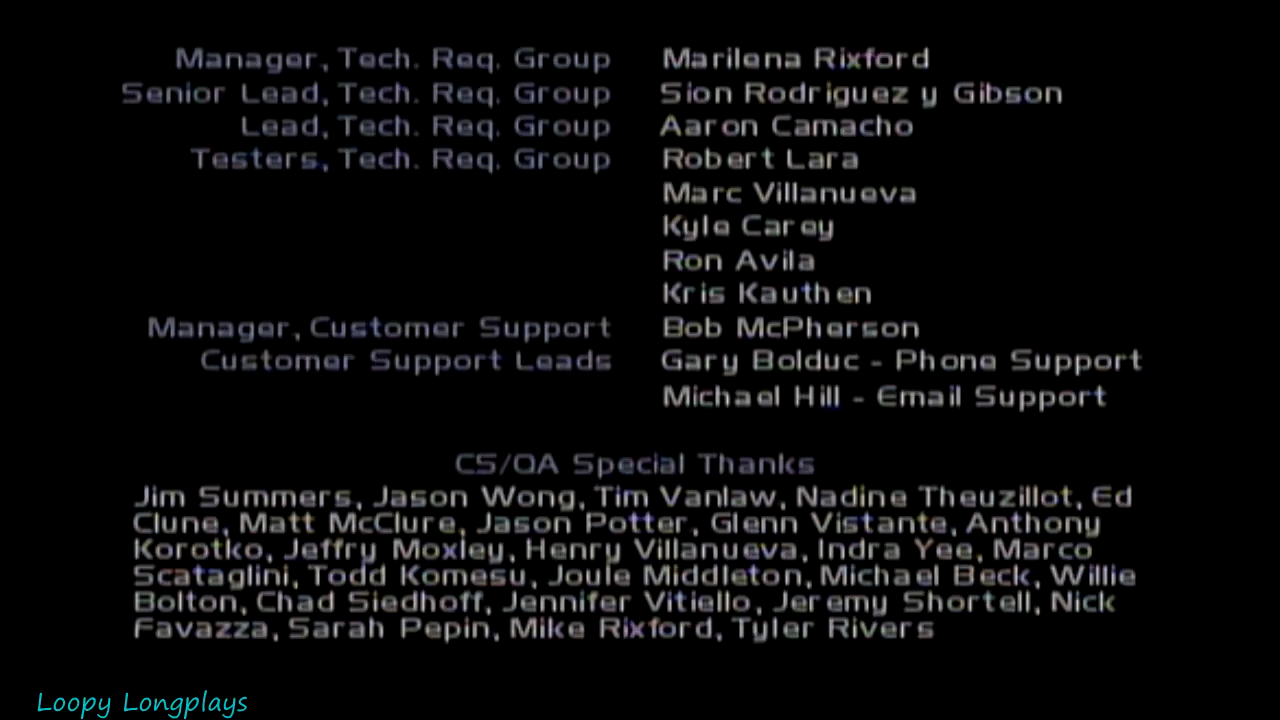 Manager, Tech. Req. Group Marilena Rixford
Senior Lead, Tech. Req. Group Sion Rodriguez y Gibson
Lead, Tech. Req. Group Aaron Camacho
Testers, Tech. Req. Group Robert Lara
Marc Villanueva
Kyle Carey
Ron Avila
Kris Kauthen
Manager, Customer Support Bob McPherson
Customer Support Leads Gary Bolduc - Phone Support
Michael Hill - Email Support
CS/QA Special Thanks
Jim Summers, Jason Wong, Tim Vanlaw, Nadine Theuzillot, Ed
Clune, Matt McClure, Jason Potter, Glenn Vistante, Anthony
Korotko, Jeffry Moxley, Henry Villanueva, Indra Yee, Marco
Scataglini, Todd Komesu, Joule Middleton, Michael Beck, Willie
Bolton, Chad Siedhoff, Jennifer Vitiello, Jeremy Shortell, Nick
Favazza, Sarah Pepin, Mike Rixford, Tyler Rivers
Loopy Longplays